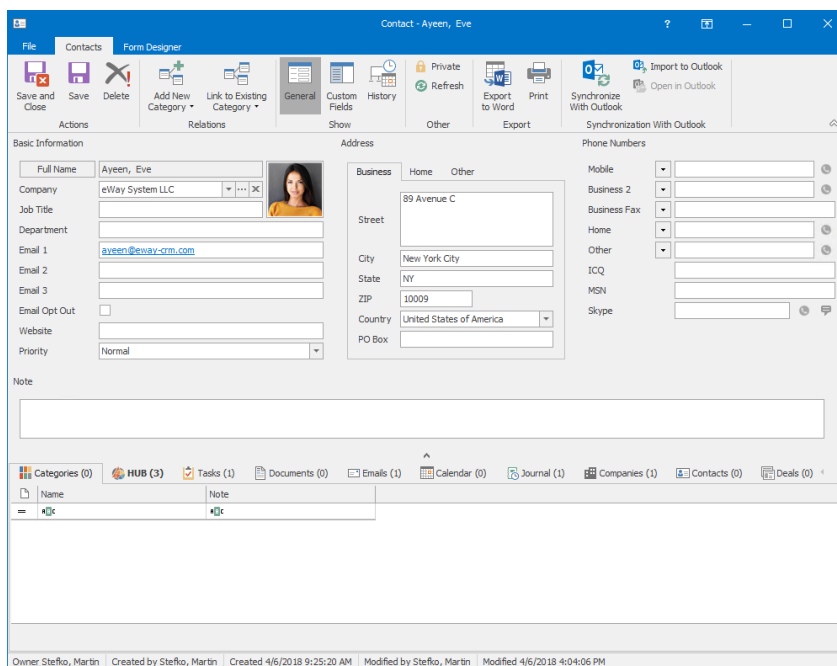 Contact - Ayeen, Eve
?
File Contacts Form Designer
Save and Close
Save
Delete
Add New Category
Link to Existing Category
General
Custom Fields
History
Private
Refresh
Export to Word
Print
Synchronize With Outlook
Import to Outlook
Open in Outlook
Actions Relations Show Other Export Synchronization With Outlook
Basic Information
Full Name Ayeen, Eve
Company eWay System LLC
Job Title
Department
Email 1 ayeen@eway-crm.com
Email 2
Email 3
Email Opt Out
Website
Priority Normal
Address
Business Home Other
Street 89 Avenue C
City New York City
State NY
ZIP 10009
Country United States of America
PO Box
Phone Numbers
Mobile
Business 2
Business Fax
Home
Other
ICQ
MSN
Skype
Note
Categories (0) HUB (3) Tasks (1) Documents (0) Emails (1) Calendar (0) Journal (1) Companies (1) Contacts (0) Deals (0)
Name Note
Owner Stefko, Martin Created by Stefko, Martin Created 4/6/2018 9:25:20 AM Modified by Stefko, Martin Modified 4/6/2018 4:04:06 PM